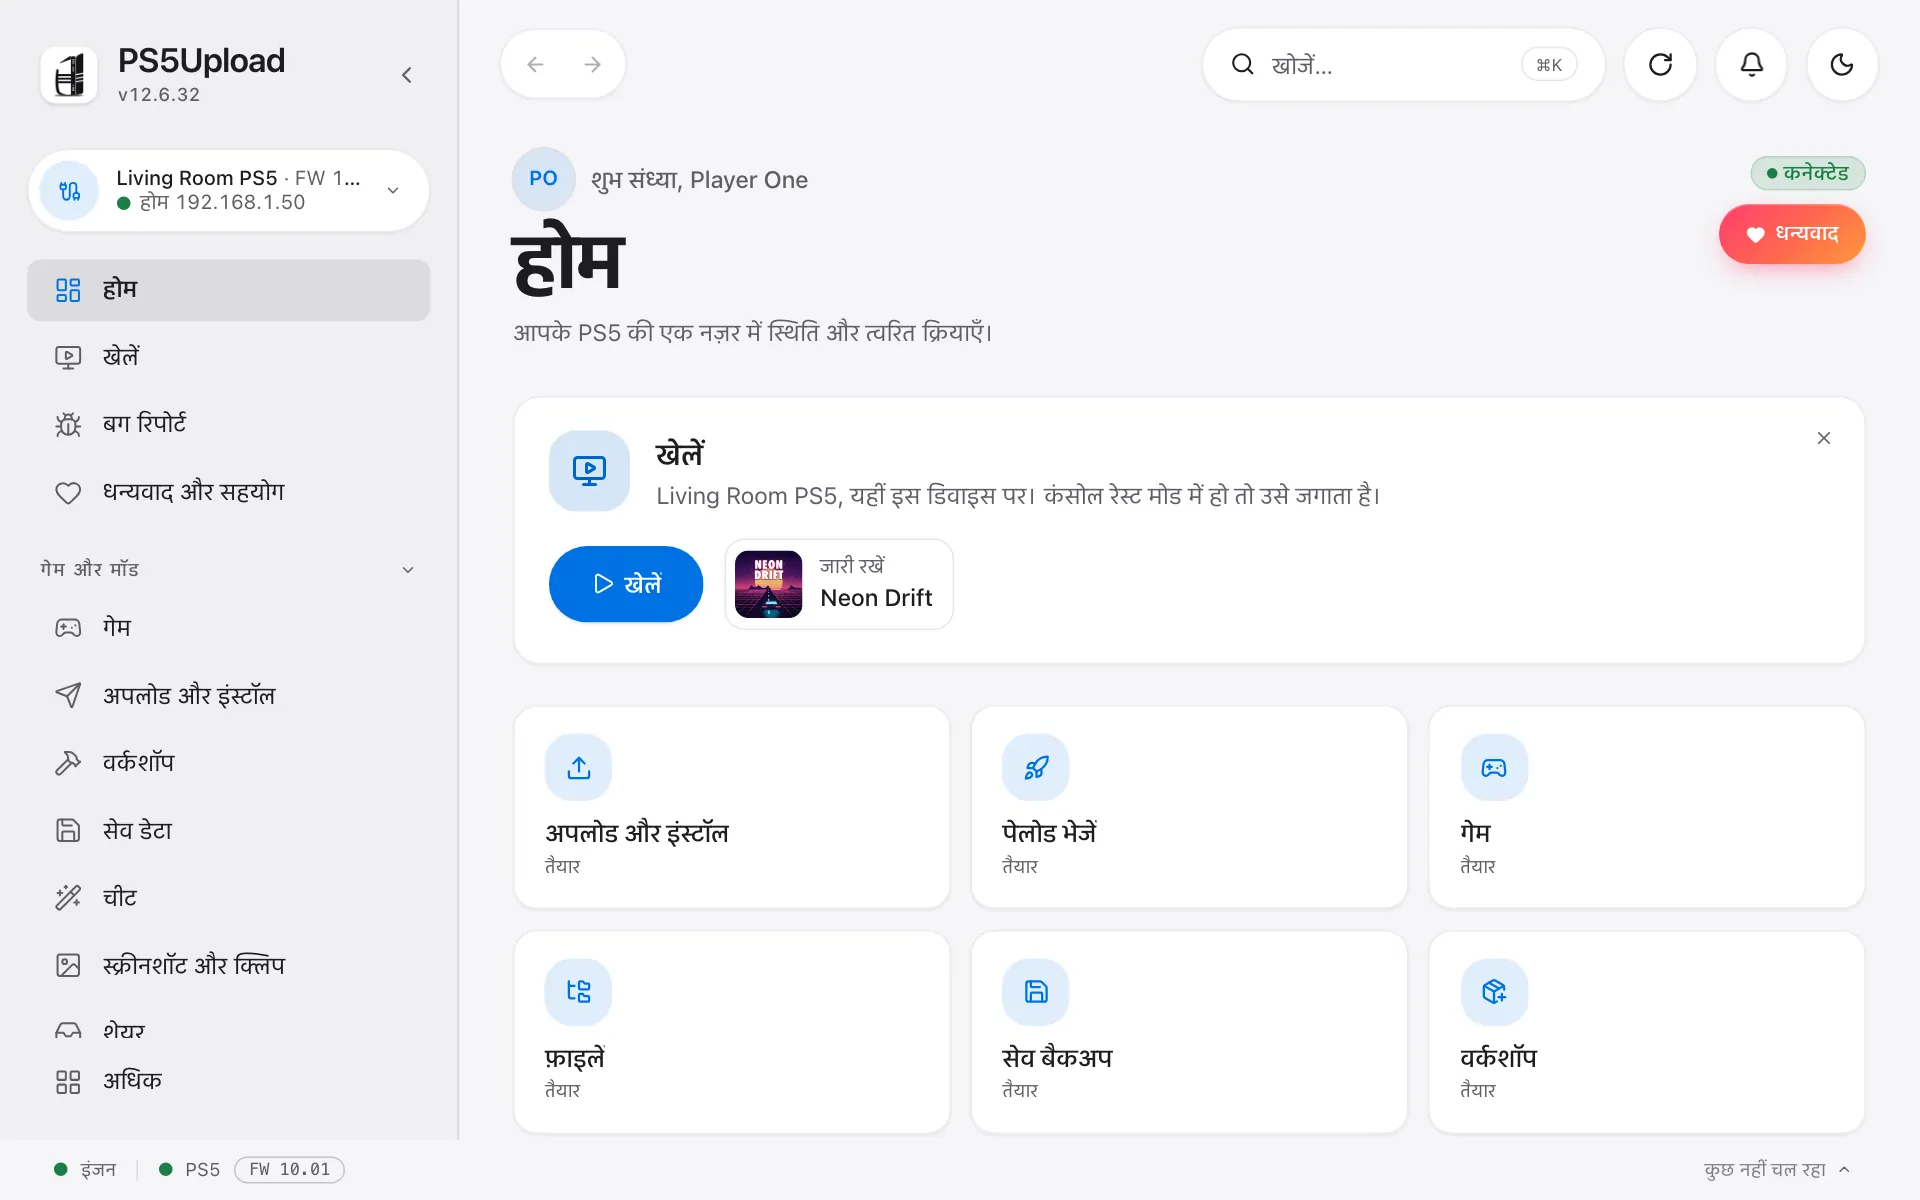 PS5Upload
v12.6.32
Living Room PS5 · FW 1...
होम 192.168.1.50
होम
खेलें
बग रिपोर्ट
धन्यवाद और सहयोग
गेम और मॉड
गेम
अपलोड और इंस्टॉल
वर्कशॉप
सेव डेटा
चीट
स्क्रीनशॉट और क्लिप
शेयर
अधिक
खोजें...
⌘K
PO
शुभ संध्या, Player One
कनेक्टेड
धन्यवाद
होम
आपके PS5 की एक नज़र में स्थिति और त्वरित क्रियाएँ।
खेलें
Living Room PS5, यहीं इस डिवाइस पर। कंसोल रेस्ट मोड में हो तो उसे जगाता है।
खेलें
NEON
DRIFT
जारी रखें
Neon Drift
अपलोड और इंस्टॉल
तैयार
पेलोड भेजें
तैयार
गेम
तैयार
फ़ाइलें
तैयार
सेव बैकअप
तैयार
वर्कशॉप
तैयार
इंजन
PS5
FW 10.01
कुछ नहीं चल रहा